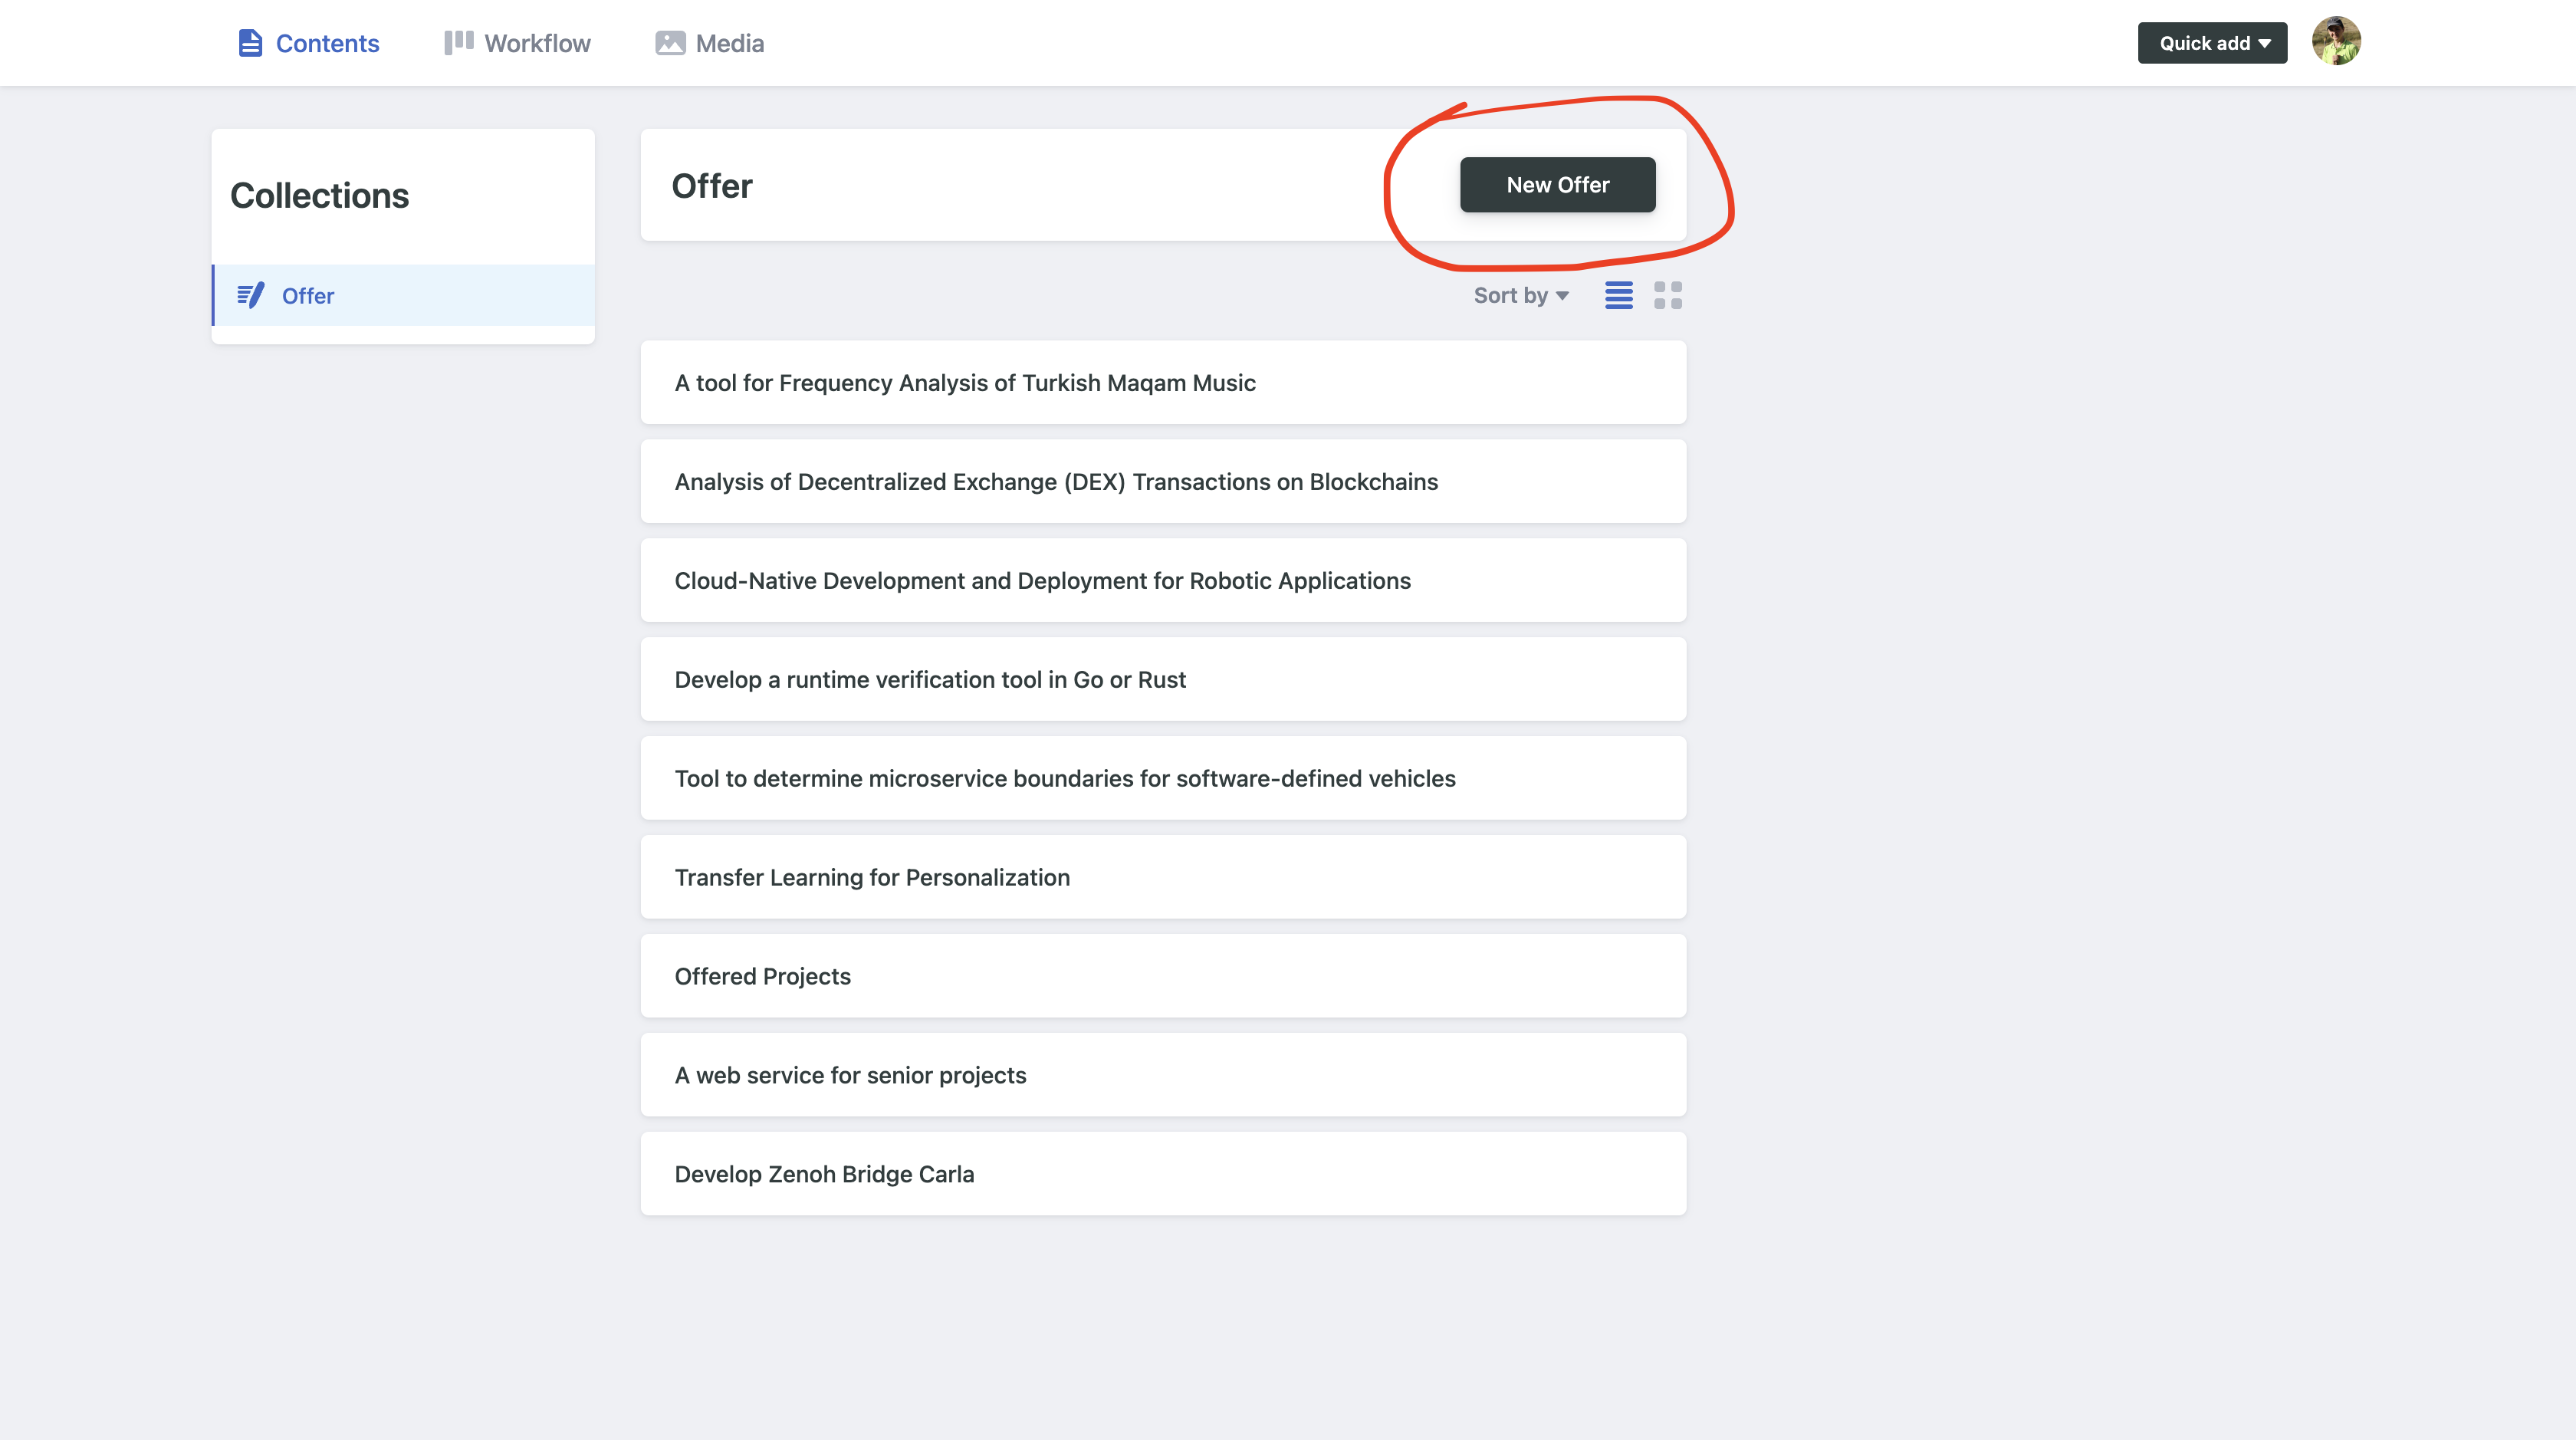 Contents
Workflow
Media
Quick add
Collections
Offer
Offer
New Offer
Sort by
A tool for Frequency Analysis of Turkish Maqam Music
Analysis of Decentralized Exchange (DEX) Transactions on Blockchains
Cloud-Native Development and Deployment for Robotic Applications
Develop a runtime verification tool in Go or Rust
Tool to determine microservice boundaries for software-defined vehicles
Transfer Learning for Personalization
Offered Projects
A web service for senior projects
Develop Zenoh Bridge Carla